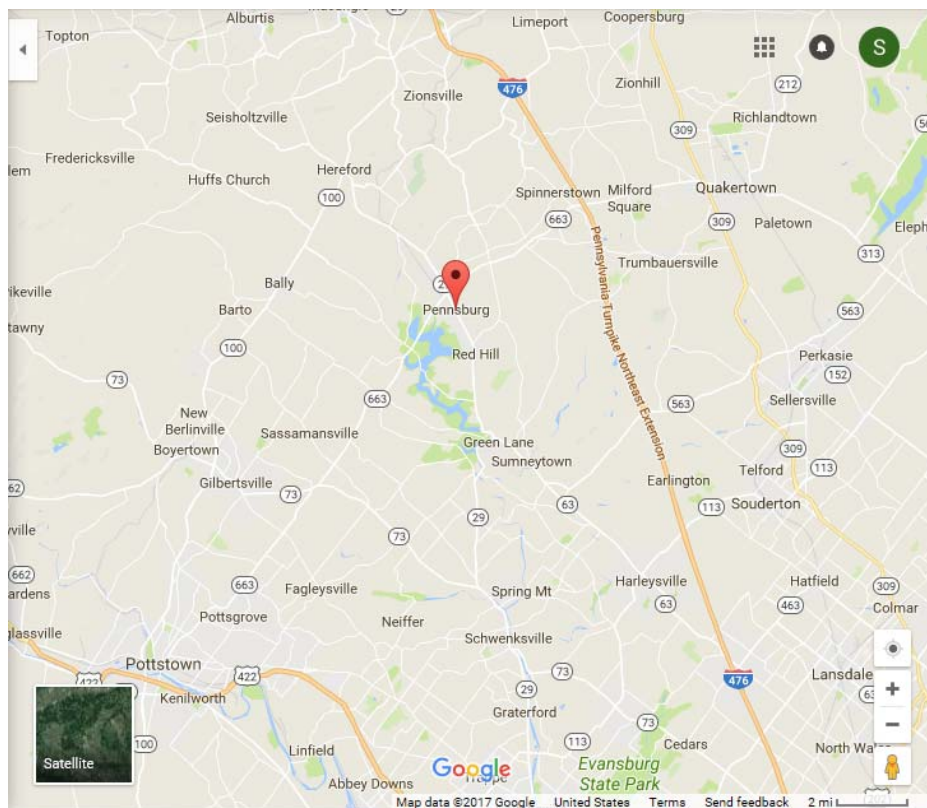 Alburtis
29
Limeport
Coopersburg
Topton
S
Zionsville
476
Zionhill
212
Seisholtzville
Richlandtown
309
Fredericksville
Hereford
Huffs Church
100
Spinnerstown
Milford
Square
Quakertown
663
309
Paletown
313
Pennsylvania Turnpike Northeast Extension
Trumbauersville
Bally
Pennsburg
Barto
563
100
Red Hill
Perkasie
152
73
663
563
Sellersville
New
Berlinville
Sassamansville
Green Lane
Boyertown
Sumneytown
309
Telford
113
Gilbertsville
Earlington
73
63
113
Souderton
29
73
662
663
Fagleysville
Spring Mt
Harleysville
Hatfield
309
63
463
Colmar
Pottsgrove
Neiffer
Schwenksville
Pottstown
422
422
73
476
Lansdale
Kenilworth
29
Graterford
73
100
113
Cedars
Linfield
Evansburg
State Park
Abbey Downs
Satellite
Google
Map data ©2017 Google United States Terms Send feedback 2 mi